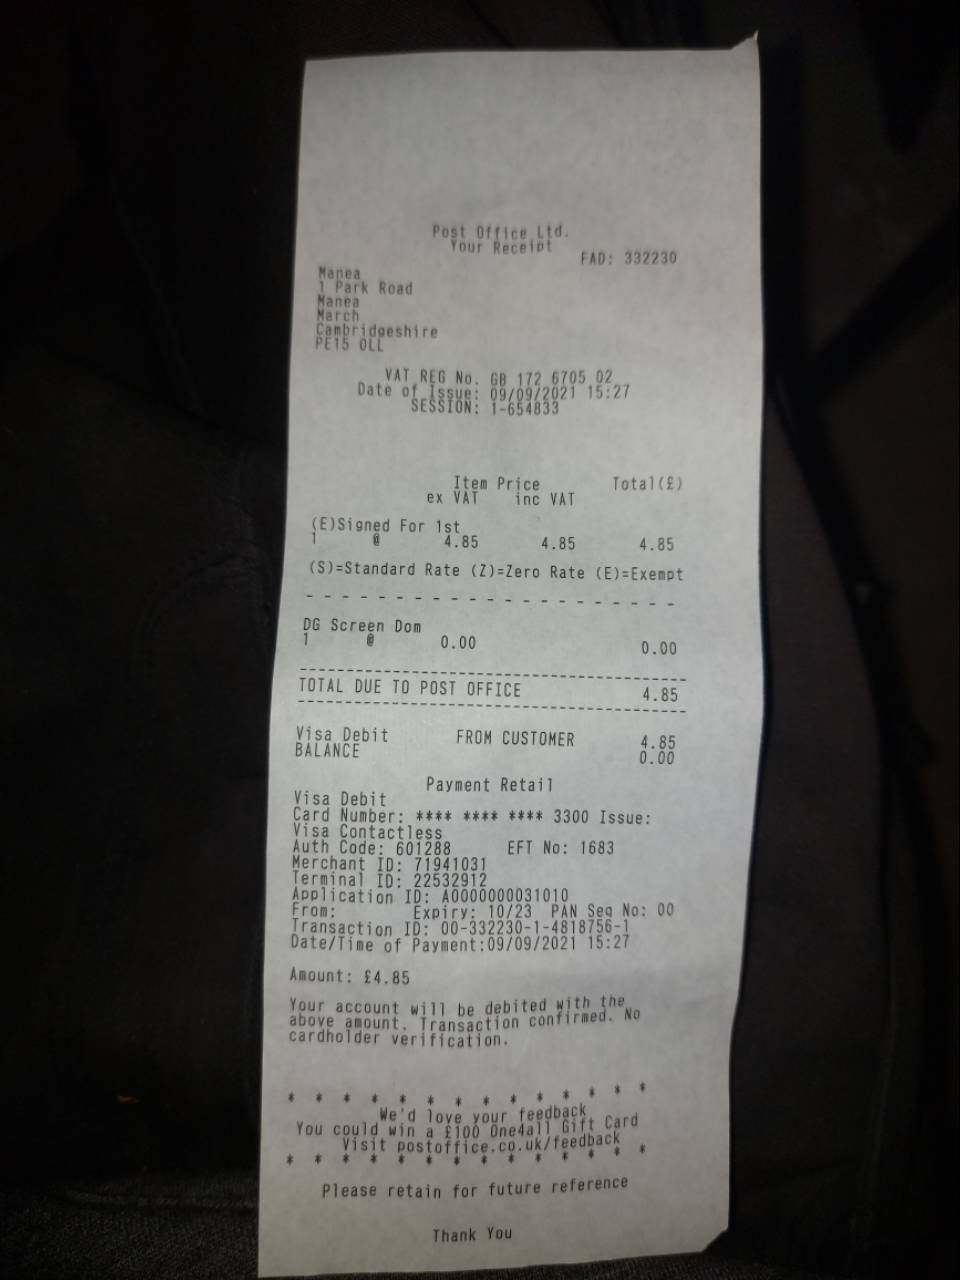 Post Office Ltd.
Your Receipt
FAD: 332230
Manea
1 Park Road
Manea
March
Cambridgeshire
PE15 0LL
VAT REG No. GB 172 6705 02
Date of Issue: 09/09/2021 15:27
SESSION: 1-654833
Item Price Total(£)
ex VAT inc VAT
(E)Signed For 1st
1 @ 4.85 4.85 4.85
(S)=Standard Rate (Z)=Zero Rate (E)=Exempt
- - - - - - - - - - - - - - - - - - - - -
DG Screen Dom
1 @ 0.00 0.00
------------------------------------------
TOTAL DUE TO POST OFFICE 4.85
------------------------------------------
Visa Debit FROM CUSTOMER 4.85
BALANCE 0.00
Payment Retail
Visa Debit
Card Number: **** **** **** 3300 Issue:
Visa Contactless
Auth Code: 601288 EFT No: 1683
Merchant ID: 71941031
Terminal ID: 22532912
Application ID: A0000000031010
From: Expiry: 10/23 PAN Seq No: 00
Transaction ID: 00-332230-1-4818756-1
Date/Time of Payment:09/09/2021 15:27
Amount: £4.85
Your account will be debited with the
above amount. Transaction confirmed. No
cardholder verification.
* * * * * * * * * * * * * *
We'd love your feedback
You could win a £100 One4all Gift Card
Visit postoffice.co.uk/feedback
* * * * * * * * * * * * * *
Please retain for future reference
Thank You